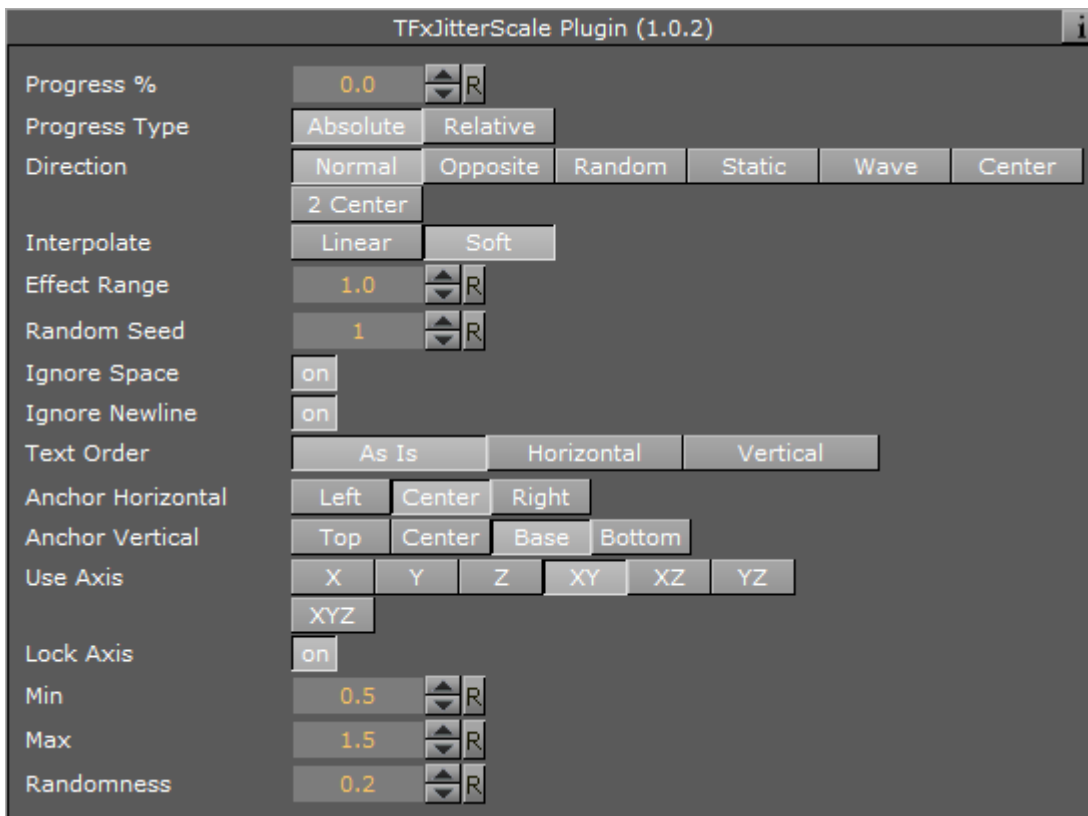 TFxJitterScale Plugin (1.0.2) i
Progress % 0.0 R
Progress Type Absolute Relative
Direction Normal Opposite Random Static Wave Center
2 Center
Interpolate Linear Soft
Effect Range 1.0 R
Random Seed 1 R
Ignore Space on
Ignore Newline on
Text Order As Is Horizontal Vertical
Anchor Horizontal Left Center Right
Anchor Vertical Top Center Base Bottom
Use Axis X Y Z XY XZ YZ
XYZ
Lock Axis on
Min 0.5 R
Max 1.5 R
Randomness 0.2 R